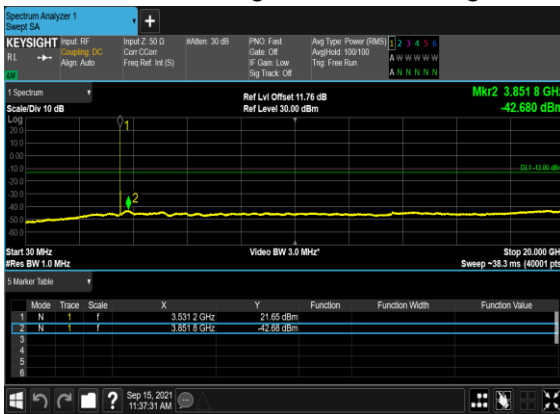 Spectrum Analyzer 1
Swept SA
KEYSIGHT Input: RF Input Z: 50 Ω #Atten: 30 dB PNO: Fast Avg Type: Power (RMS) 1 2 3 4 5 6
RL Coupling: DC Corr CCorr Gate: Off Avg|Hold: 100/100 A W W W W W
Align: Auto Freq Ref: Int (S) IF Gain: Low Trig: Free Run
Sig Track: Off A N N N N N
1 Spectrum Ref Lvl Offset 11.76 dB Mkr2 3.851 8 GHz
Scale/Div 10 dB Ref Level 30.00 dBm -42.680 dBm
Log
20.0
10.0
0.00
-10.0
-20.0
-30.0
-40.0
-50.0
-60.0
1
2
DL1 -13.00 dB
Start 30 MHz Video BW 3.0 MHz* Stop 20.000 GH
#Res BW 1.0 MHz Sweep ~38.3 ms (40001 pts
5 Marker Table
Mode Trace Scale X Y Function Function Width Function Value
1 N 1 f 3.531 2 GHz 21.65 dBm
2 N 1 f 3.851 8 GHz -42.68 dBm
3
4
5
6
? Sep 15, 2021
11:37:31 AM